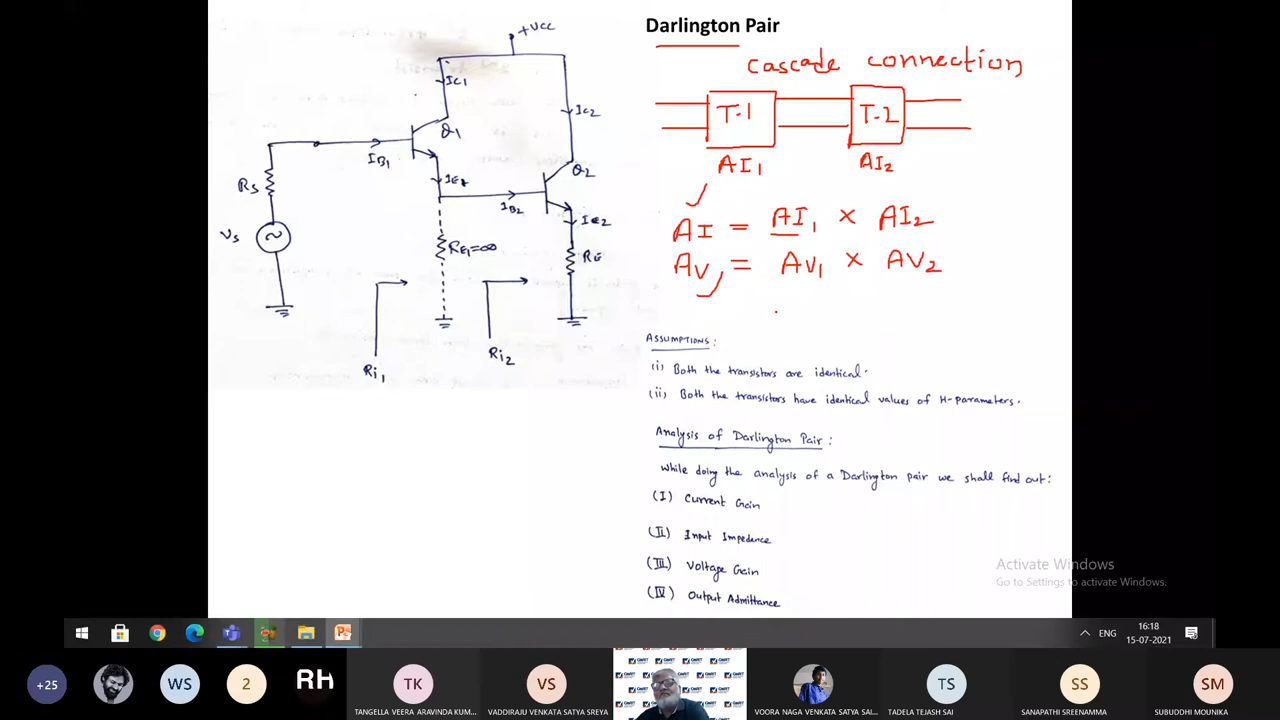 Darlington Pair
cascade connection
T-1
T-2
AI1
AI2
AI = AI1 × AI2
AV = AV1 × AV2
+VCC
IC1
IC2
Q1
IB1
Q2
RS
IB2
IE2
VS
RE1=∞
RE
Ri2
Ri1
ASSUMPTIONS:
(i) Both the transistors are identical.
(ii) Both the transistors have identical values of H-parameters.
Analysis of Darlington Pair:
While doing the analysis of a Darlington pair we shall find out:
(I) Current Gain
(II) Input Impedence
(III) Voltage Gain
(IV) Output Admittance
Activate Windows
Go to Settings to activate Windows.
ENG
16:18
15-07-2021
+25
WS
2
RH
TK
VS
TS
SS
SM
TANGELLA VEERA ARAVINDA KUM...
VADDIRAJU VENKATA SATYA SREYA
VOORA NAGA VENKATA SATYA SAI...
TADELA TEJASH SAI
SANAPATHI SREENAMMA
SUBUDDHI MOUNIKA